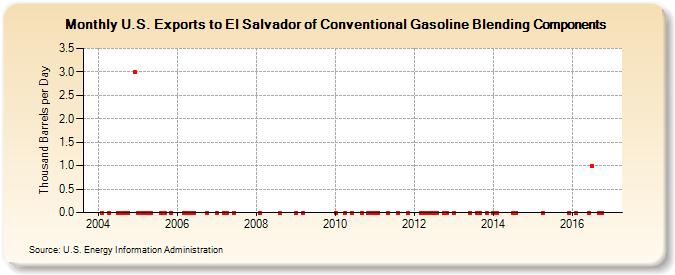 Monthly U.S. Exports to El Salvador of Conventional Gasoline Blending Components
Thousand Barrels per Day
3.5
3.0
2.5
2.0
1.5
1.0
0.5
0.0
2004 2006 2008 2010 2012 2014 2016
Source: U.S. Energy Information Administration